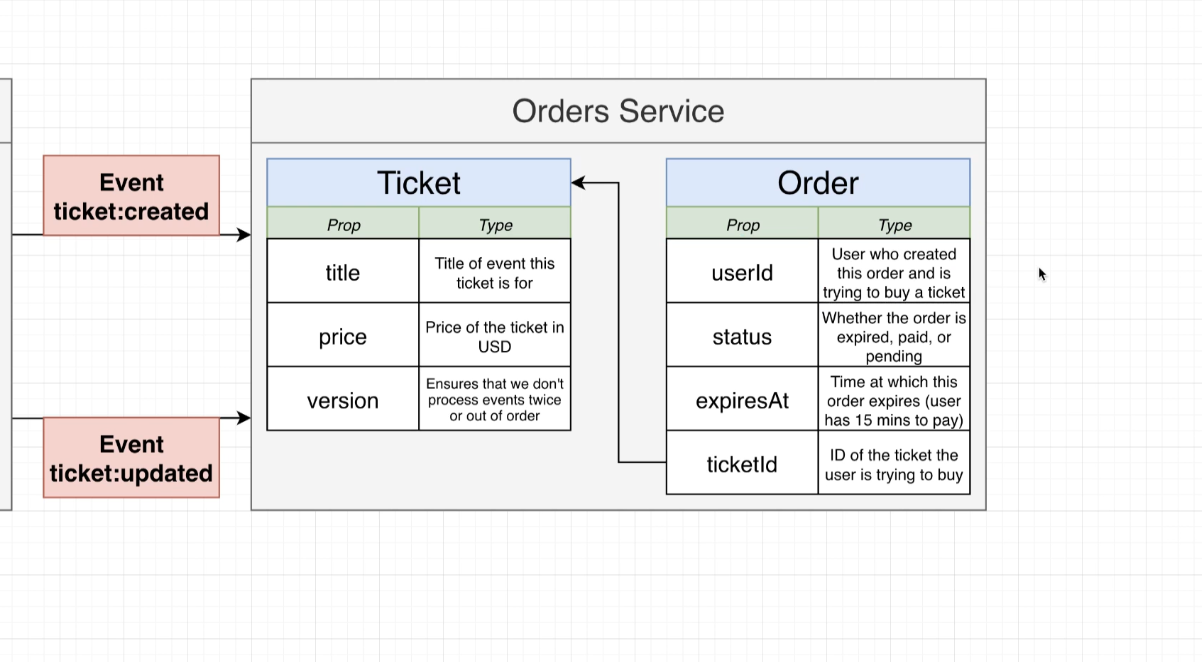 Orders Service
Event
ticket:created
Event
ticket:updated
Ticket
Prop Type
title
Title of event this
ticket is for
price
Price of the ticket in
USD
version
Ensures that we don't
process events twice
or out of order
Order
Prop Type
userId
User who created
this order and is
trying to buy a ticket
status
Whether the order is
expired, paid, or
pending
expiresAt
Time at which this
order expires (user
has 15 mins to pay)
ticketId
ID of the ticket the
user is trying to buy